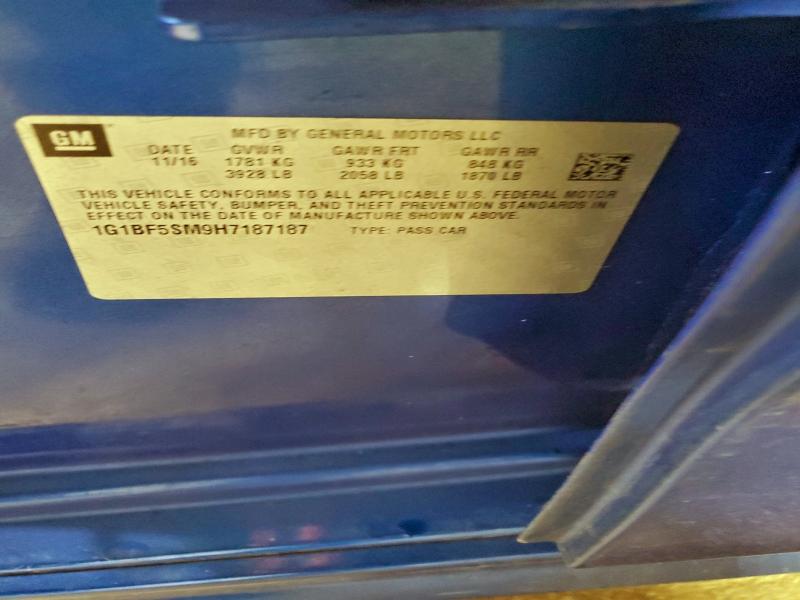 GM
MFD BY GENERAL MOTORS LLC
DATE GVWR GAWR FRT GAWR RR
11/16 1781 KG 933 KG 848 KG
3928 LB 2058 LB 1870 LB
THIS VEHICLE CONFORMS TO ALL APPLICABLE U.S. FEDERAL MOTOR
VEHICLE SAFETY, BUMPER, AND THEFT PREVENTION STANDARDS IN
EFFECT ON THE DATE OF MANUFACTURE SHOWN ABOVE.
1G1BF5SM9H7187187 TYPE: PASS CAR